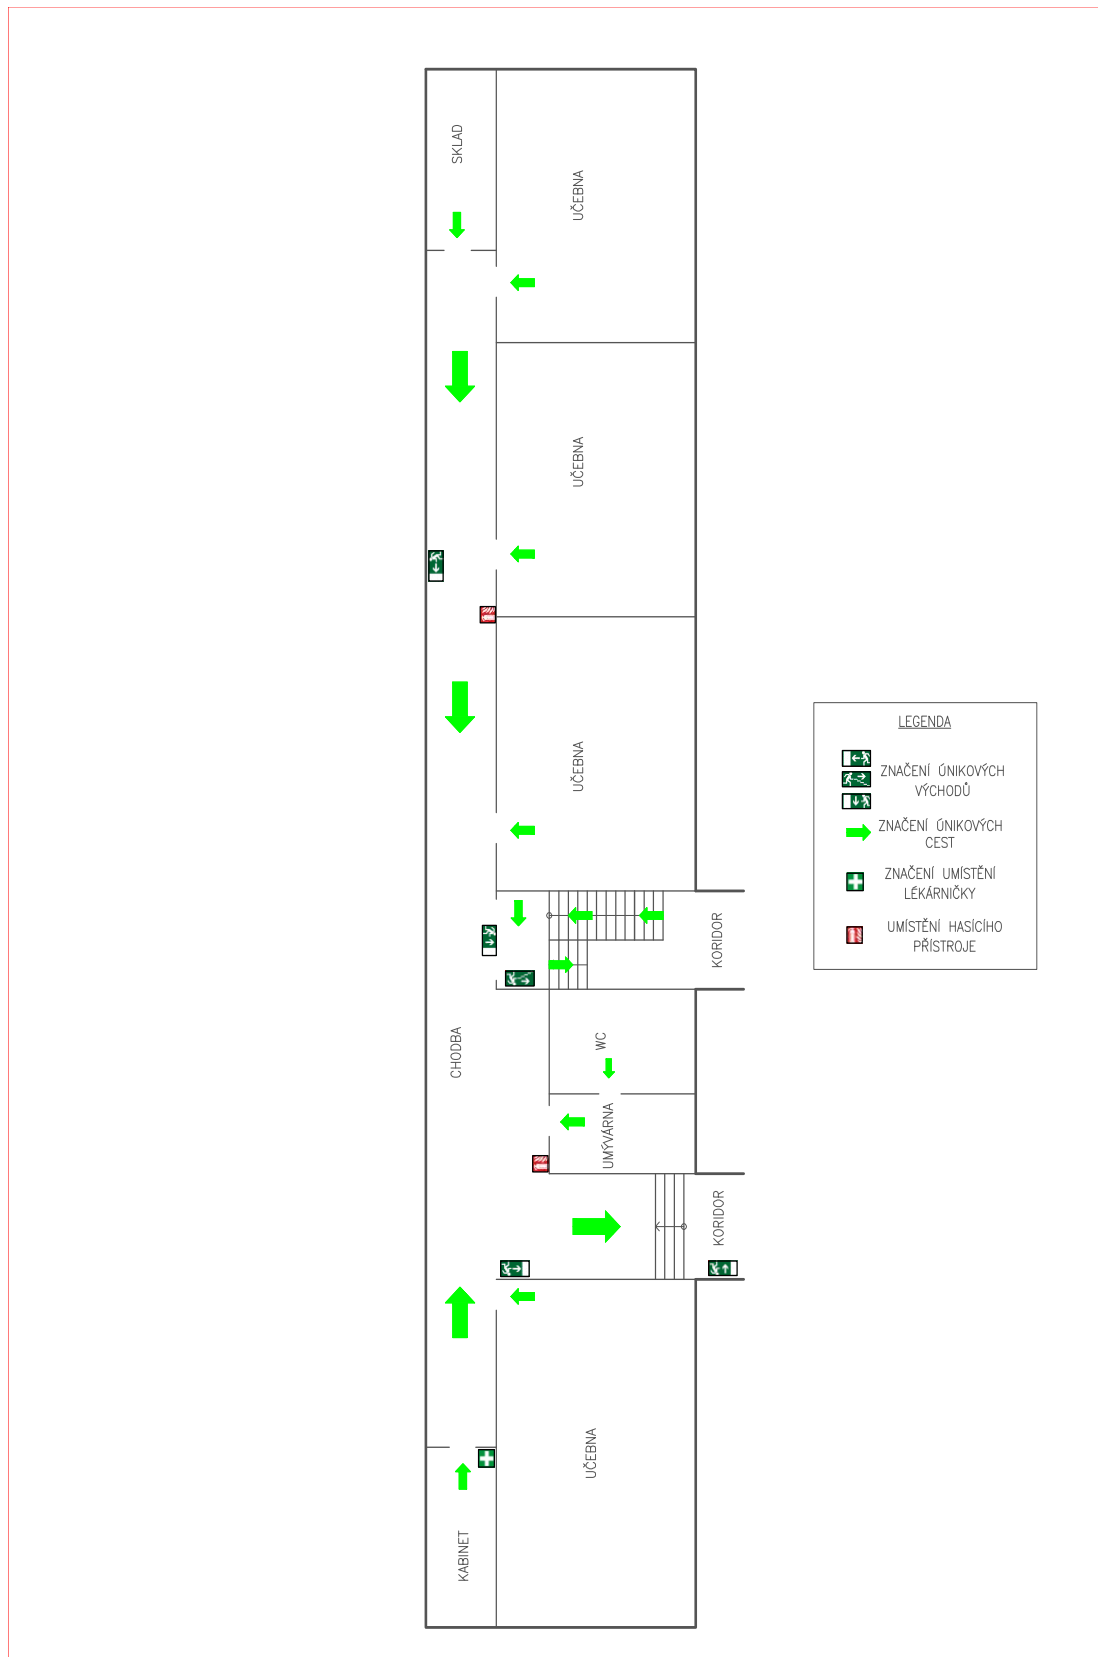 SKLAD
UČEBNA
UČEBNA
UČEBNA
KORIDOR
CHODBA
WC
UMÝVÁRNA
KORIDOR
UČEBNA
KABINET
LEGENDA
ZNAČENÍ ÚNIKOVÝCH
VÝCHODŮ
ZNAČENÍ ÚNIKOVÝCH
CEST
ZNAČENÍ UMÍSTĚNÍ
LÉKÁRNIČKY
UMÍSTĚNÍ HASÍCÍHO
PŘÍSTROJE